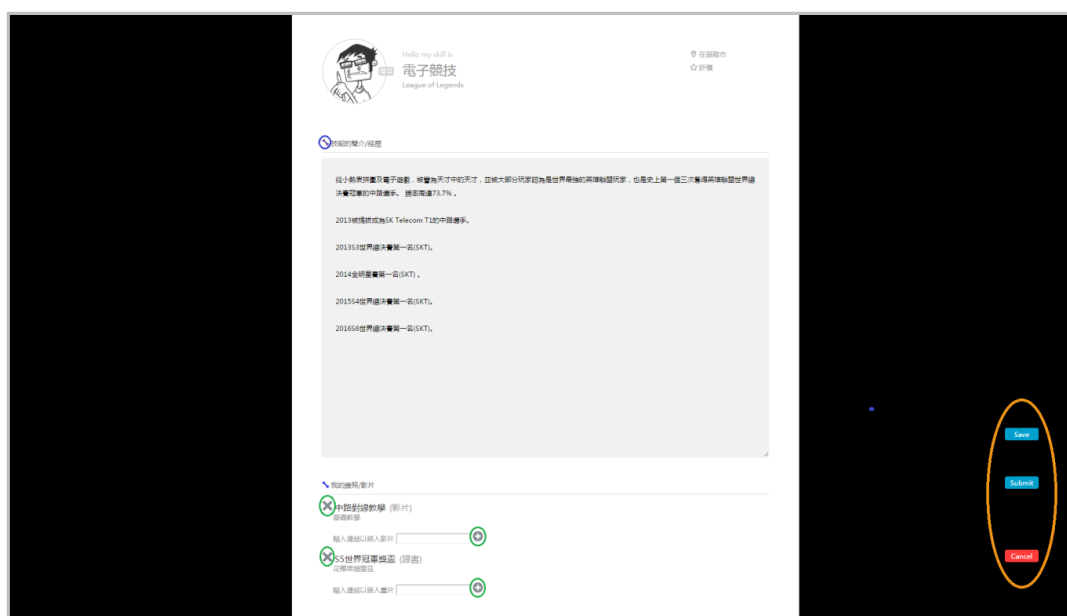 Hello my skill is
電子競技
League of Legends
在基隆市
評價
技能的簡介/經歷
從小熱衷拼圖及電子遊戲，被譽為天才中的天才，並被大部分玩家認為是世界最強的英雄聯盟玩家，也是史上第一個三次奪得英雄聯盟世界總
決賽冠軍的中路選手。 勝率高達73.7% 。
2013被提拔成為SK Telecom T1的中路選手。
2013S3世界總決賽第一名(SKT)。
2014全明星賽第一名(SKT) 。
2015S4世界總決賽第一名(SKT)。
2016S6世界總決賽第一名(SKT)。
我的護照/影片
中路對線教學 (影片)
基礎教學
輸入連結以嵌入影片
S5世界冠軍獎盃 (證書)
輸入連結以嵌入圖片
Save
Submit
Cancel